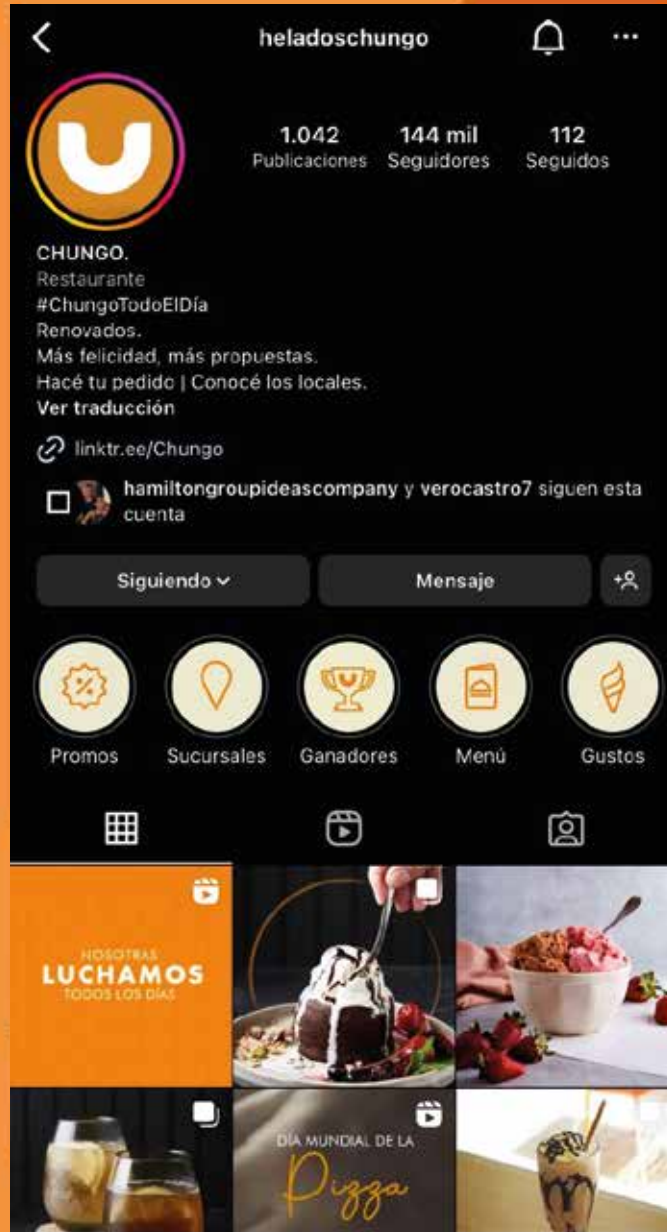 heladoschungo
1.042 144 mil 112
Publicaciones Seguidores Seguidos
CHUNGO.
Restaurante
#ChungoTodoElDía
Renovados.
Más felicidad, más propuestas.
Hacé tu pedido | Conocé los locales.
Ver traducción
linktr.ee/Chungo
hamiltongroupideascompany y verocastro7 siguen esta
cuenta
Siguiendo Mensaje
Promos Sucursales Ganadores Menú Gustos
NOSOTRAS
LUCHAMOS
TODOS LOS DÍAS
DÍA MUNDIAL DE LA
Pizza